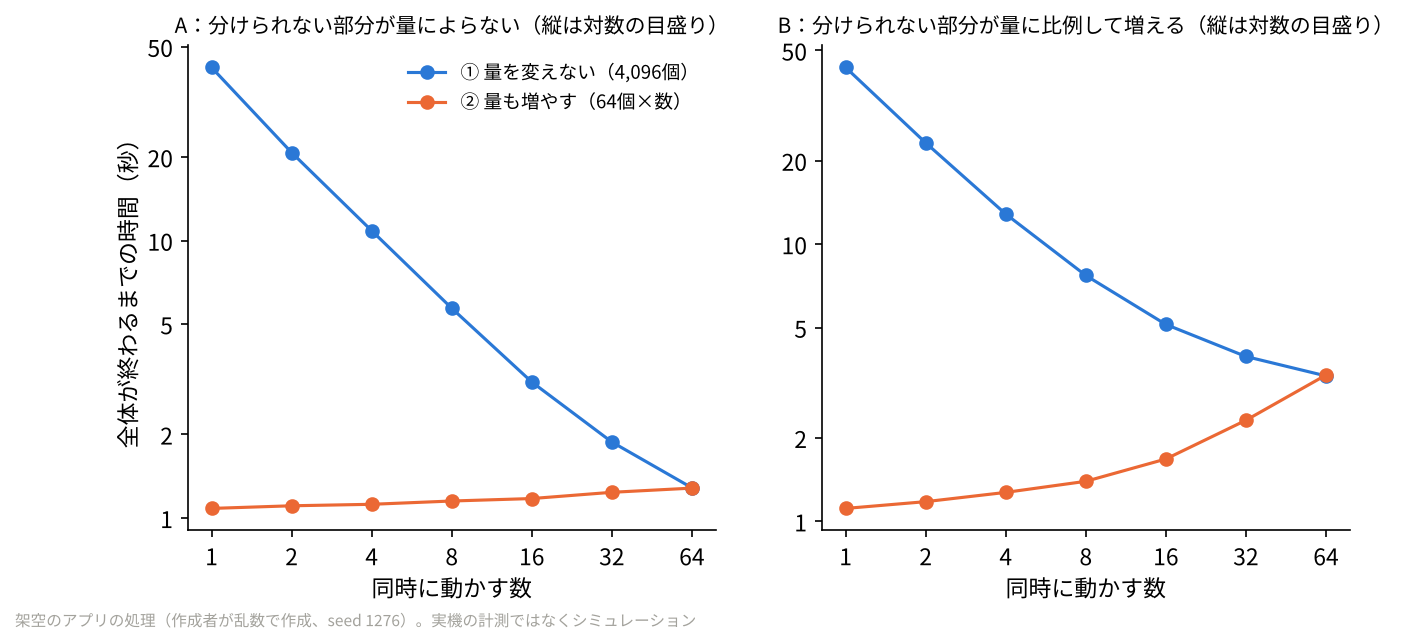 A：分けられない部分が量によらない（縦は対数の目盛り）
① 量を変えない（4,096個）
② 量も増やす（64個×数）
全体が終わるまでの時間（秒）
50
20
10
5
2
1
1 2 4 8 16 32 64
同時に動かす数
B：分けられない部分が量に比例して増える（縦は対数の目盛り）
50
20
10
5
2
1
1 2 4 8 16 32 64
同時に動かす数
架空のアプリの処理（作成者が乱数で作成、seed 1276）。実機の計測ではなくシミュレーション